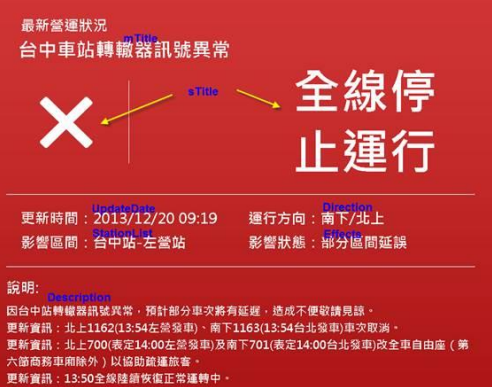 最新營運狀況
mTitle
台中車站轉轍器訊號異常
sTitle
全線停
止運行
UpdateDate Direction
更新時間：2013/12/20 09:19 運行方向：南下/北上
StationList Effects
影響區間：台中站-左營站 影響狀態：部分區間延誤
說明:
Description
因台中站轉轍器訊號異常，預計部分車次將有延遲，造成不便敬請見諒。
更新資訊：北上1162(13:54左營發車)、南下1163(13:54台北發車)車次取消。
更新資訊：北上700(表定14:00左營發車)及南下701(表定14:00台北發車)改全車自由座（第
六節商務車廂除外）以協助疏運旅客。
更新資訊：13:50全線陸續恢復正常運轉中。